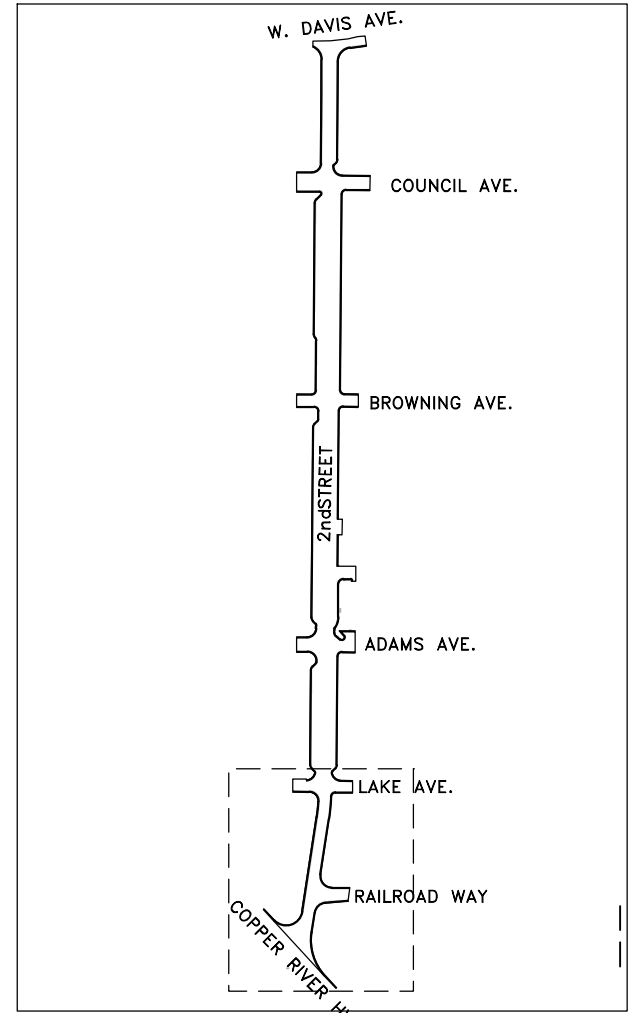 W. DAVIS AVE.
COUNCIL AVE.
BROWNING AVE.
2ndSTREET
ADAMS AVE.
LAKE AVE.
RAILROAD WAY
COPPER RIVER